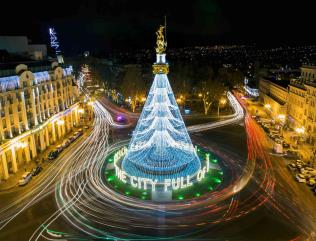 THE CITY FULL OF